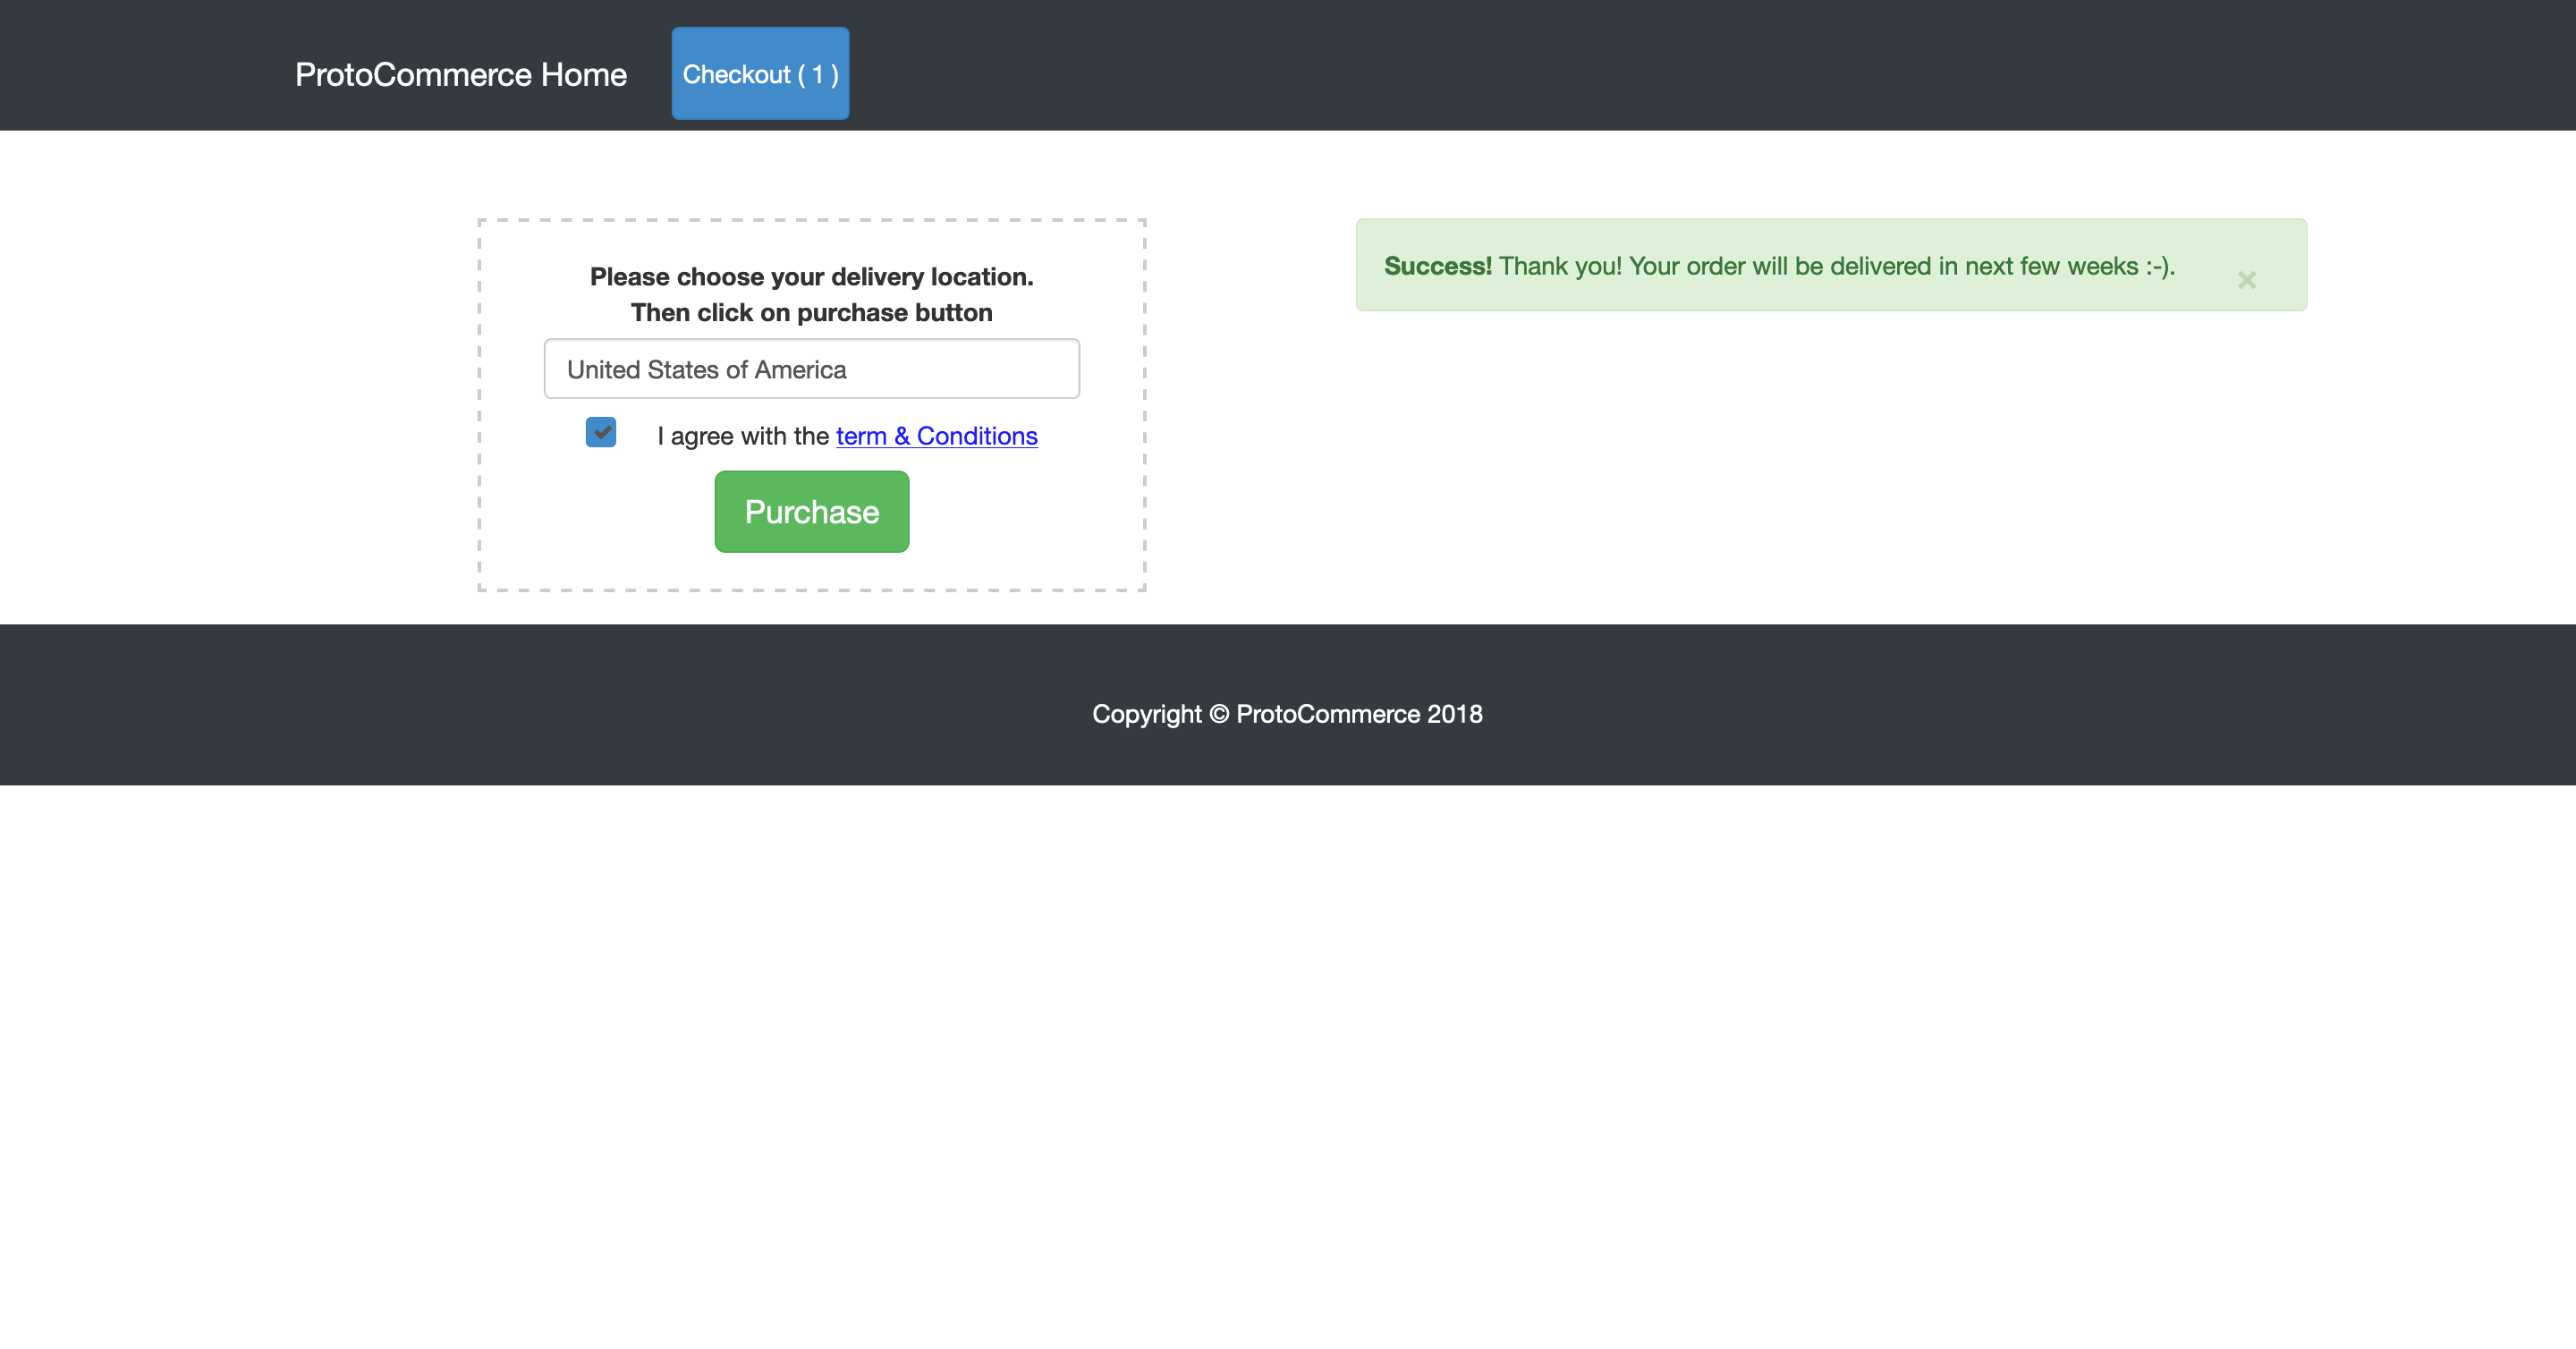 ProtoCommerce Home
Checkout ( 1 )
Please choose your delivery location.
Then click on purchase button
United States of America
I agree with the term & Conditions
Purchase
Success! Thank you! Your order will be delivered in next few weeks :-).
×
Copyright © ProtoCommerce 2018